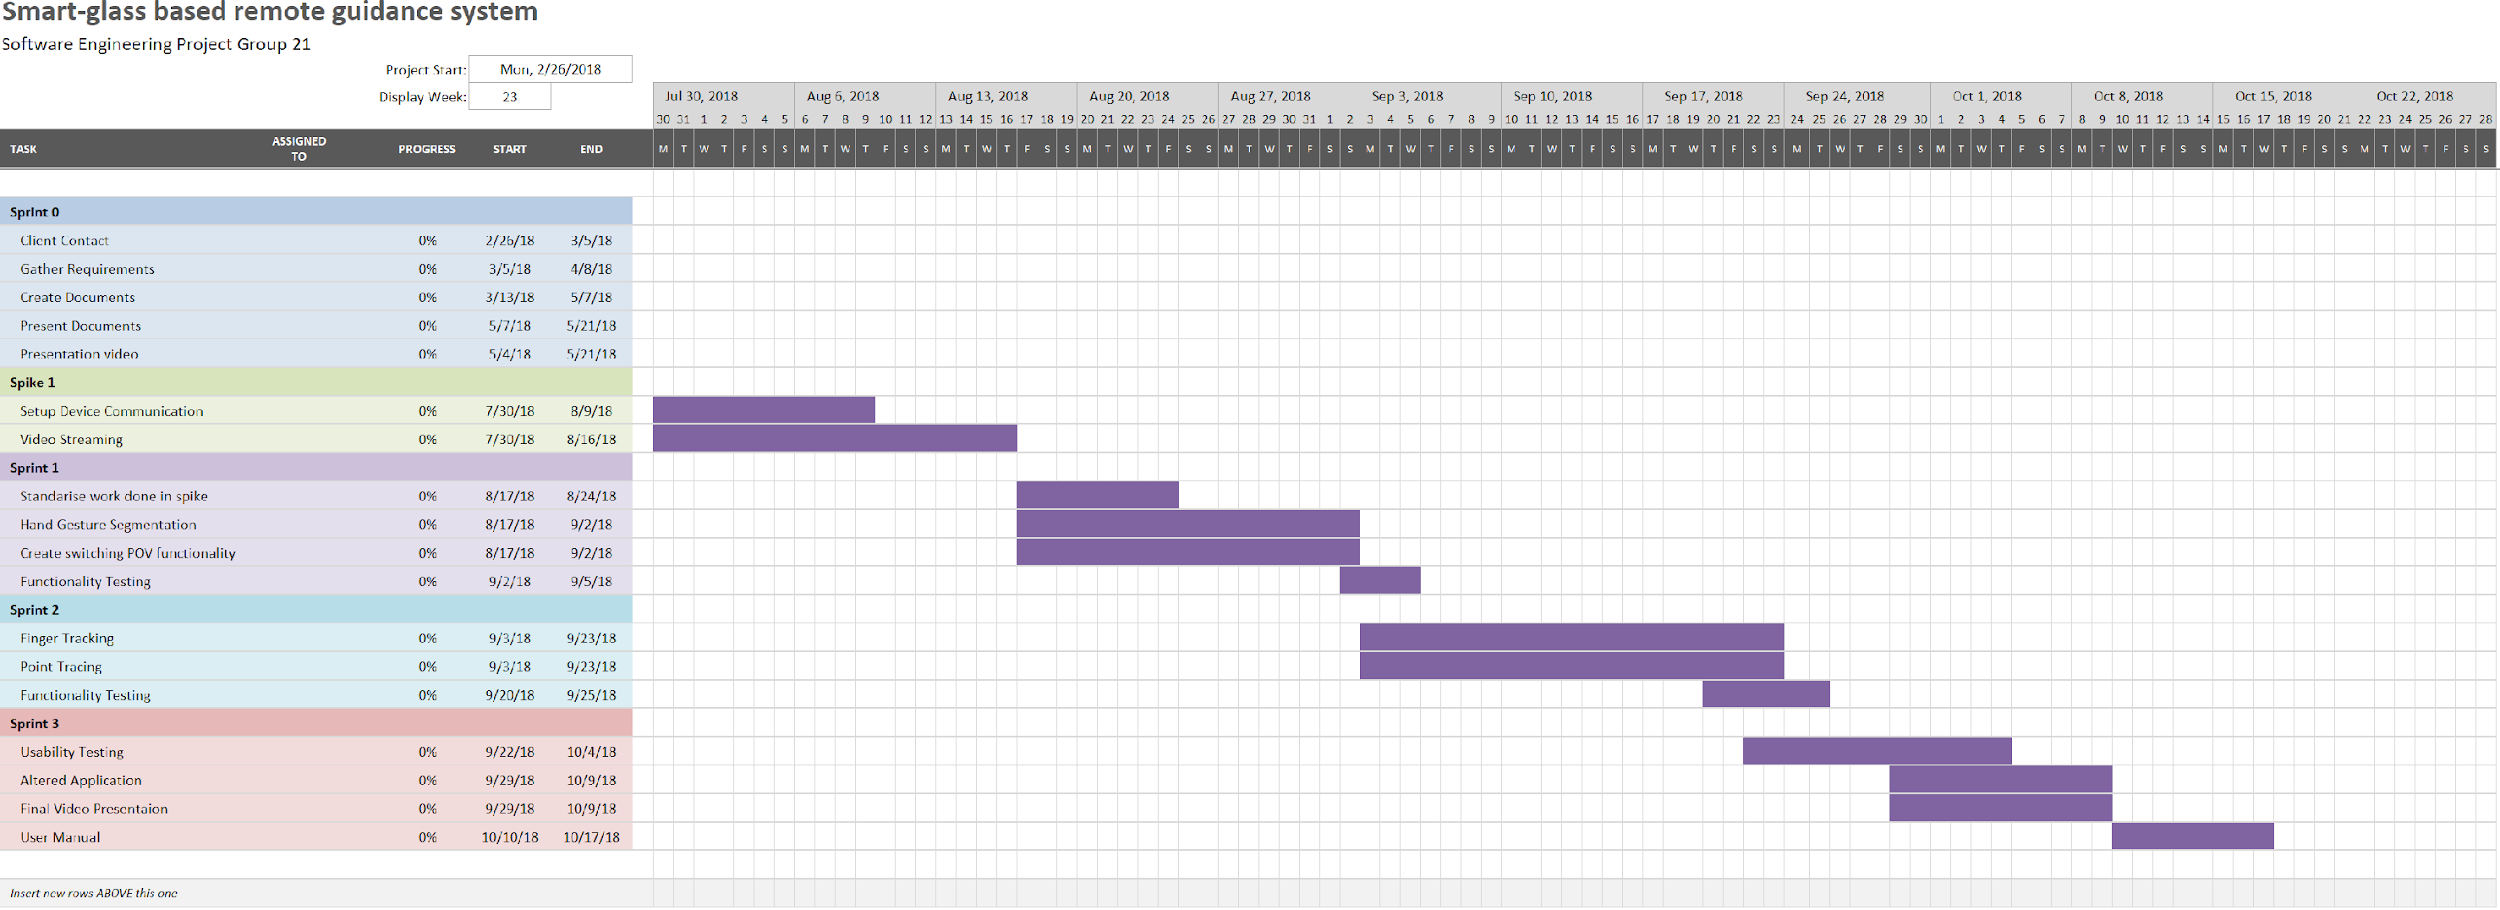 Smart-glass based remote guidance system
Software Engineering Project Group 21
Project Start: Mon, 2/26/2018
Display Week: 23
Jul 30, 2018 Aug 6, 2018 Aug 13, 2018 Aug 20, 2018 Aug 27, 2018 Sep 3, 2018 Sep 10, 2018 Sep 17, 2018 Sep 24, 2018 Oct 1, 2018 Oct 8, 2018 Oct 15, 2018 Oct 22, 2018
30 31 1 2 3 4 5 6 7 8 9 10 11 12 13 14 15 16 17 18 19 20 21 22 23 24 25 26 27 28 29 30 31 1 2 3 4 5 6 7 8 9 10 11 12 13 14 15 16 17 18 19 20 21 22 23 24 25 26 27 28 29 30 1 2 3 4 5 6 7 8 9 10 11 12 13 14 15 16 17 18 19 20 21 22 23 24 25 26 27 28
TASK ASSIGNED TO PROGRESS START END M T W T F S S M T W T F S S M T W T F S S M T W T F S S M T W T F S S M T W T F S S M T W T F S S M T W T F S S M T W T F S S M T W T F S S M T W T F S S M T W T F S S M T W T F S S
Sprint 0
Client Contact 0% 2/26/18 3/5/18
Gather Requirements 0% 3/5/18 4/8/18
Create Documents 0% 3/13/18 5/7/18
Present Documents 0% 5/7/18 5/21/18
Presentation video 0% 5/4/18 5/21/18
Spike 1
Setup Device Communication 0% 7/30/18 8/9/18
Video Streaming 0% 7/30/18 8/16/18
Sprint 1
Standarise work done in spike 0% 8/17/18 8/24/18
Hand Gesture Segmentation 0% 8/17/18 9/2/18
Create switching POV functionality 0% 8/17/18 9/2/18
Functionality Testing 0% 9/2/18 9/5/18
Sprint 2
Finger Tracking 0% 9/3/18 9/23/18
Point Tracing 0% 9/3/18 9/23/18
Functionality Testing 0% 9/20/18 9/25/18
Sprint 3
Usability Testing 0% 9/22/18 10/4/18
Altered Application 0% 9/29/18 10/9/18
Final Video Presentaion 0% 9/29/18 10/9/18
User Manual 0% 10/10/18 10/17/18
Insert new rows ABOVE this one